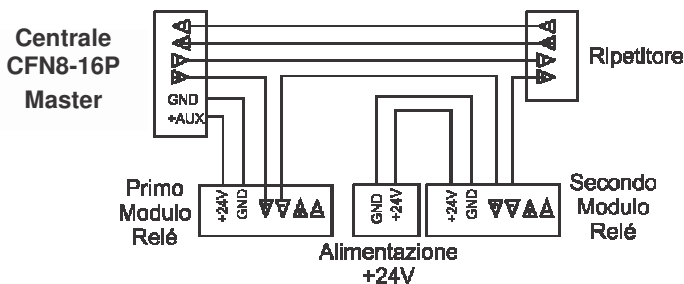 Centrale
CFN8-16P
Master
GND
+AUX
Ripetitore
Primo
Modulo
Relé
+24V
GND
GND
+24V
Alimentazione
+24V
+24V
GND
Secondo
Modulo
Relé